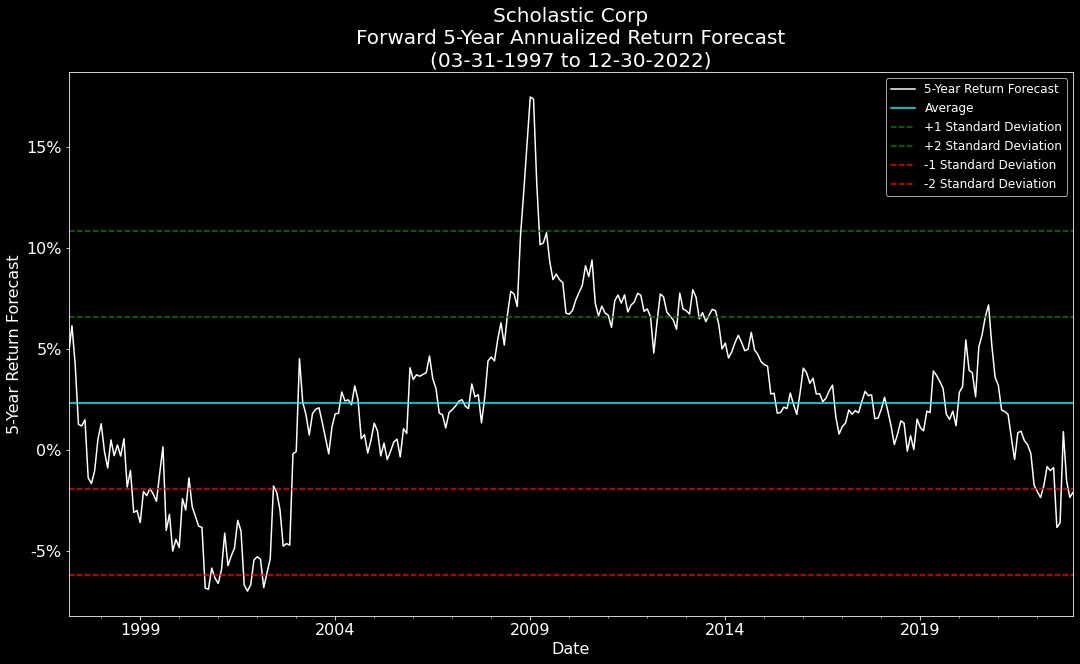 Scholastic Corp
Forward 5-Year Annualized Return Forecast
(03-31-1997 to 12-30-2022)
5-Year Return Forecast
Average
+1 Standard Deviation
+2 Standard Deviation
-1 Standard Deviation
-2 Standard Deviation
15%
10%
5%
0%
-5%
5-Year Return Forecast
1999
2004
2009
2014
2019
Date